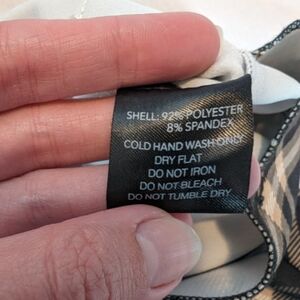 SHELL: 92% POLYESTER
8% SPANDEX
COLD HAND WASH ONLY
DRY FLAT
DO NOT IRON
DO NOT BLEACH
DO NOT TUMBLE DRY